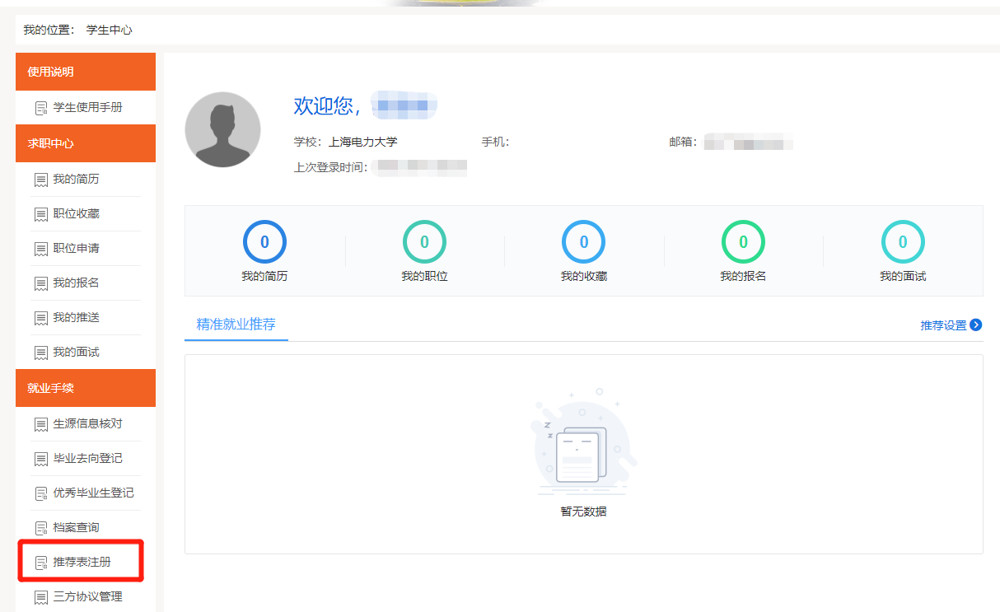 我的位置： 学生中心
使用说明
学生使用手册
求职中心
我的简历
职位收藏
职位申请
我的报名
我的推送
我的面试
就业手续
生源信息核对
毕业去向登记
优秀毕业生登记
档案查询
推荐表注册
三方协议管理
欢迎您，
学校：上海电力大学 手机： 邮箱：
上次登录时间：
0 0 0 0 0
我的简历 我的职位 我的收藏 我的报名 我的面试
精准就业推荐 推荐设置
z
z
暂无数据